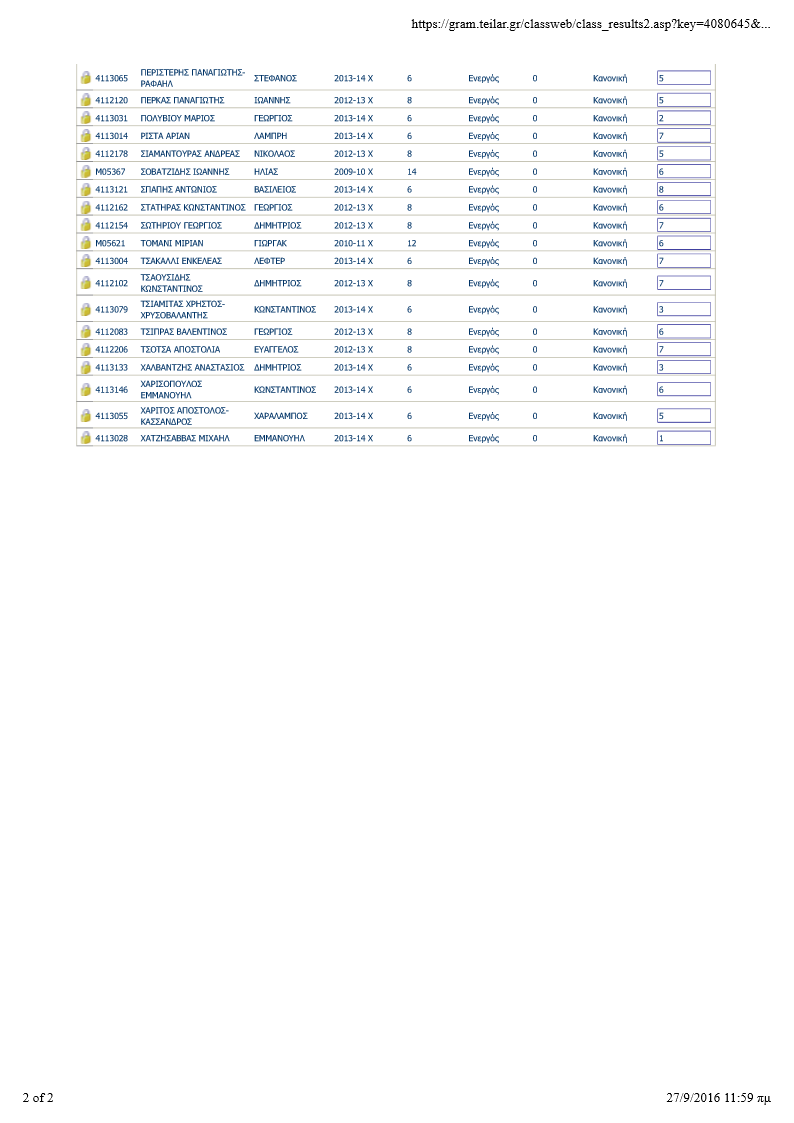 https://gram.teilar.gr/classweb/class_results2.asp?key=4080645&...
4113065 ΠΕΡΙΣΤΕΡΗΣ ΠΑΝΑΓΙΩΤΗΣ- ΣΤΕΦΑΝΟΣ 2013-14 Χ 6 Ενεργός 0 Κανονική 5
ΡΑΦΑΗΛ
4112120 ΠΕΡΚΑΣ ΠΑΝΑΓΙΩΤΗΣ ΙΩΑΝΝΗΣ 2012-13 Χ 8 Ενεργός 0 Κανονική 5
4113031 ΠΟΛΥΒΙΟΥ ΜΑΡΙΟΣ ΓΕΩΡΓΙΟΣ 2013-14 Χ 6 Ενεργός 0 Κανονική 2
4113014 ΡΙΣΤΑ ΑΡΙΑΝ ΛΑΜΠΡΗ 2013-14 Χ 6 Ενεργός 0 Κανονική 7
4112178 ΣΙΑΜΑΝΤΟΥΡΑΣ ΑΝΔΡΕΑΣ ΝΙΚΟΛΑΟΣ 2012-13 Χ 8 Ενεργός 0 Κανονική 5
Μ05367 ΣΟΒΑΤΖΙΔΗΣ ΙΩΑΝΝΗΣ ΗΛΙΑΣ 2009-10 Χ 14 Ενεργός 0 Κανονική 6
4113121 ΣΠΑΠΗΣ ΑΝΤΩΝΙΟΣ ΒΑΣΙΛΕΙΟΣ 2013-14 Χ 6 Ενεργός 0 Κανονική 8
4112162 ΣΤΑΤΗΡΑΣ ΚΩΝΣΤΑΝΤΙΝΟΣ ΓΕΩΡΓΙΟΣ 2012-13 Χ 8 Ενεργός 0 Κανονική 6
4112154 ΣΩΤΗΡΙΟΥ ΓΕΩΡΓΙΟΣ ΔΗΜΗΤΡΙΟΣ 2012-13 Χ 8 Ενεργός 0 Κανονική 7
Μ05621 ΤΟΜΑΝΙ ΜΙΡΙΑΝ ΓΙΩΡΓΑΚ 2010-11 Χ 12 Ενεργός 0 Κανονική 6
4113004 ΤΣΑΚΑΛΛΙ ΕΝΚΕΛΕΑΣ ΛΕΦΤΕΡ 2013-14 Χ 6 Ενεργός 0 Κανονική 7
4112102 ΤΣΑΟΥΣΙΔΗΣ ΔΗΜΗΤΡΙΟΣ 2012-13 Χ 8 Ενεργός 0 Κανονική 7
ΚΩΝΣΤΑΝΤΙΝΟΣ
4113079 ΤΣΙΑΜΙΤΑΣ ΧΡΗΣΤΟΣ- ΚΩΝΣΤΑΝΤΙΝΟΣ 2013-14 Χ 6 Ενεργός 0 Κανονική 3
ΧΡΥΣΟΒΑΛΑΝΤΗΣ
4112083 ΤΣΙΠΡΑΣ ΒΑΛΕΝΤΙΝΟΣ ΓΕΩΡΓΙΟΣ 2012-13 Χ 8 Ενεργός 0 Κανονική 6
4112206 ΤΣΟΤΣΑ ΑΠΟΣΤΟΛΙΑ ΕΥΑΓΓΕΛΟΣ 2012-13 Χ 8 Ενεργός 0 Κανονική 7
4113133 ΧΑΛΒΑΝΤΖΗΣ ΑΝΑΣΤΑΣΙΟΣ ΔΗΜΗΤΡΙΟΣ 2013-14 Χ 6 Ενεργός 0 Κανονική 3
4113146 ΧΑΡΙΣΟΠΟΥΛΟΣ ΚΩΝΣΤΑΝΤΙΝΟΣ 2013-14 Χ 6 Ενεργός 0 Κανονική 6
ΕΜΜΑΝΟΥΗΛ
4113055 ΧΑΡΙΤΟΣ ΑΠΟΣΤΟΛΟΣ- ΧΑΡΑΛΑΜΠΟΣ 2013-14 Χ 6 Ενεργός 0 Κανονική 5
ΚΑΣΣΑΝΔΡΟΣ
4113028 ΧΑΤΖΗΣΑΒΒΑΣ ΜΙΧΑΗΛ ΕΜΜΑΝΟΥΗΛ 2013-14 Χ 6 Ενεργός 0 Κανονική 1
2 of 2 27/9/2016 11:59 πμ